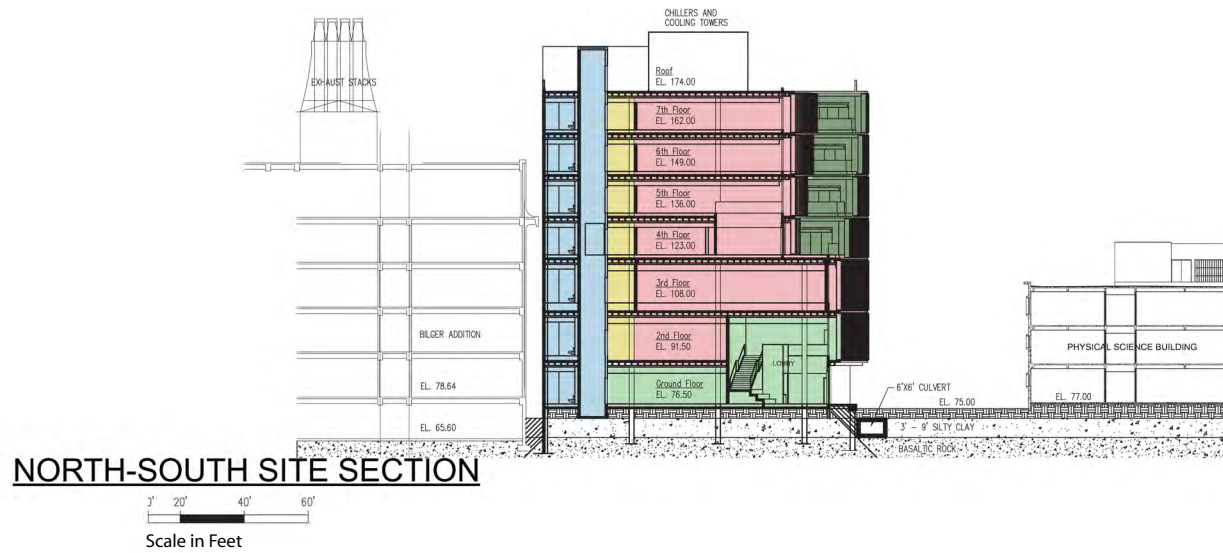 CHILLERS AND
COOLING TOWERS
EXHAUST STACKS
Roof
EL. 174.00
7th Floor
EL. 162.00
6th Floor
EL. 149.00
5th Floor
EL. 136.00
4th Floor
EL. 123.00
3rd Floor
EL. 108.00
2nd Floor
EL. 91.50
LOBBY
Ground Floor
EL. 76.50
BILGER ADDITION
EL. 78.64
EL. 65.60
PHYSICAL SCIENCE BUILDING
EL. 77.00
6'X6' CULVERT
EL. 75.00
3' - 9' SILTY CLAY
BASALTIC ROCK
NORTH-SOUTH SITE SECTION
0' 20' 40' 60'
Scale in Feet